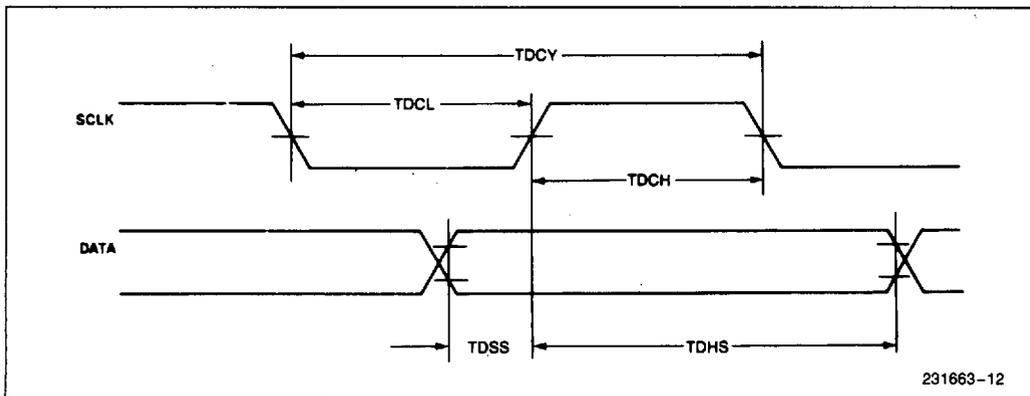 TDCY
TDCL
SCLK
TDCH
DATA
TDSS
TDHS
231663-12